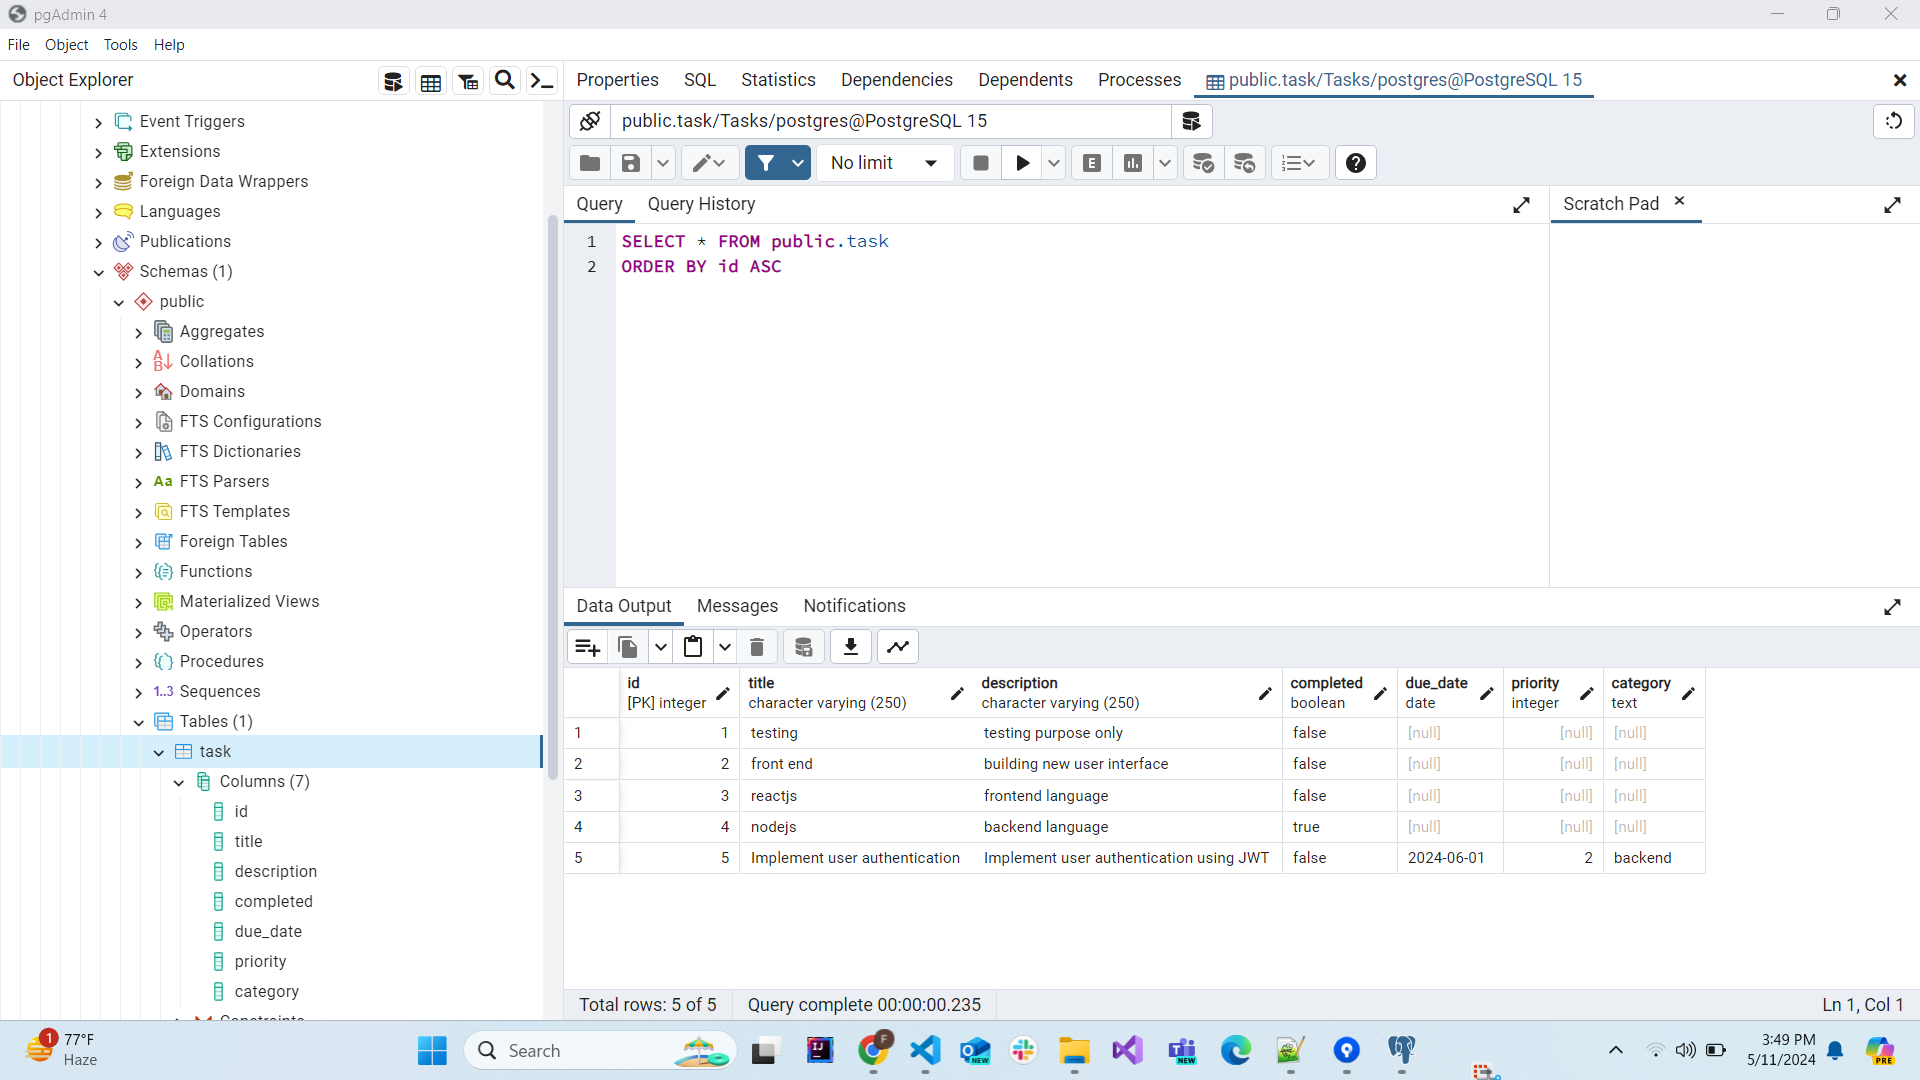 pgAdmin 4
File Object Tools Help
Object Explorer
Properties SQL Statistics Dependencies Dependents Processes public.task/Tasks/postgres@PostgreSQL 15
Event Triggers
Extensions
Foreign Data Wrappers
Languages
Publications
Schemas (1)
public
Aggregates
Collations
Domains
FTS Configurations
FTS Dictionaries
Aa FTS Parsers
FTS Templates
Foreign Tables
Functions
Materialized Views
Operators
Procedures
1..3 Sequences
Tables (1)
task
Columns (7)
id
title
description
completed
due_date
priority
category
Constraints
public.task/Tasks/postgres@PostgreSQL 15
No limit
E
Query Query History
Scratch Pad
1 SELECT * FROM public.task
2 ORDER BY id ASC
Data Output Messages Notifications
id title description completed due_date priority category
[PK] integer character varying (250) character varying (250) boolean date integer text
1 1 testing testing purpose only false [null] [null] [null]
2 2 front end building new user interface false [null] [null] [null]
3 3 reactjs frontend language false [null] [null] [null]
4 4 nodejs backend language true [null] [null] [null]
5 5 Implement user authentication Implement user authentication using JWT false 2024-06-01 2 backend
Total rows: 5 of 5 Query complete 00:00:00.235 Ln 1, Col 1
1
77°F
Haze
Search
IJ
F
NEW
NEW
3:49 PM
5/11/2024
PRE